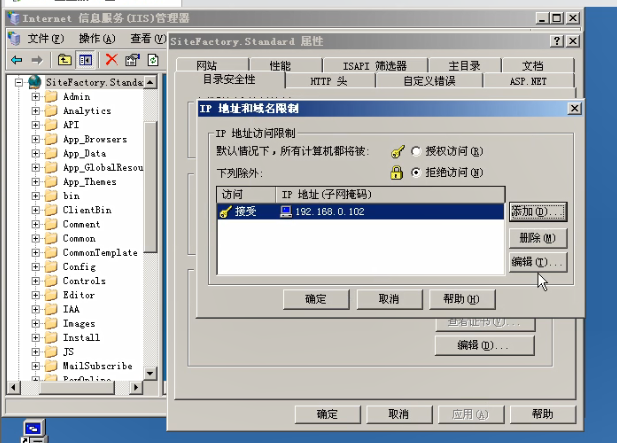 Internet 信息服务(IIS)管理器
文件(F) 操作(A) 查看(V)
SiteFactory.Standard 属性
网站 性能 ISAPI 筛选器 主目录 文档
目录安全性 HTTP 头 自定义错误 ASP.NET
SiteFactory.Standa
Admin
Analytics
API
App_Browsers
App_Data
App_GlobalResou
App_Themes
bin
ClientBin
Comment
Common
CommonTemplate
Config
Controls
Editor
IAA
Images
Install
JS
MailSubscribe
PayOnline
IP 地址和域名限制
IP 地址访问限制
默认情况下，所有计算机都将被: 授权访问(R)
下列除外: 拒绝访问(N)
访问 IP 地址(子网掩码)
接受 192.168.0.102
添加(D)...
删除(M)
编辑(I)...
确定 取消 帮助(H)
查看证书(V)...
编辑(D)...
确定 取消 应用(A) 帮助